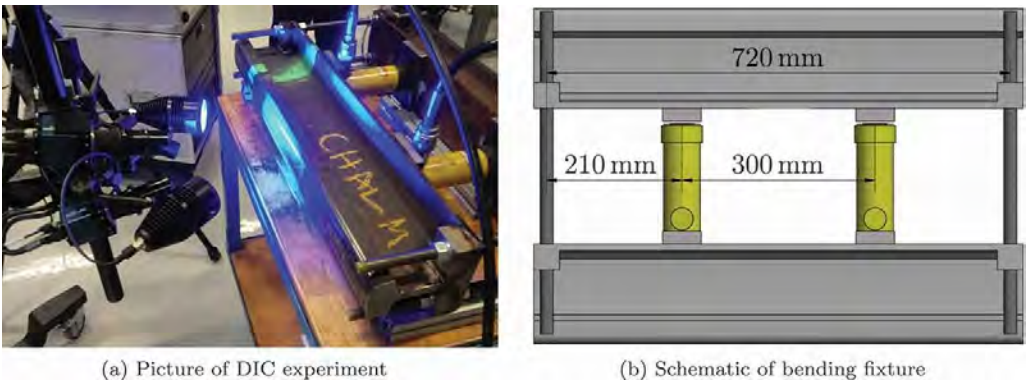 CHALM
720 mm
210 mm
300 mm
(a) Picture of DIC experiment
(b) Schematic of bending fixture